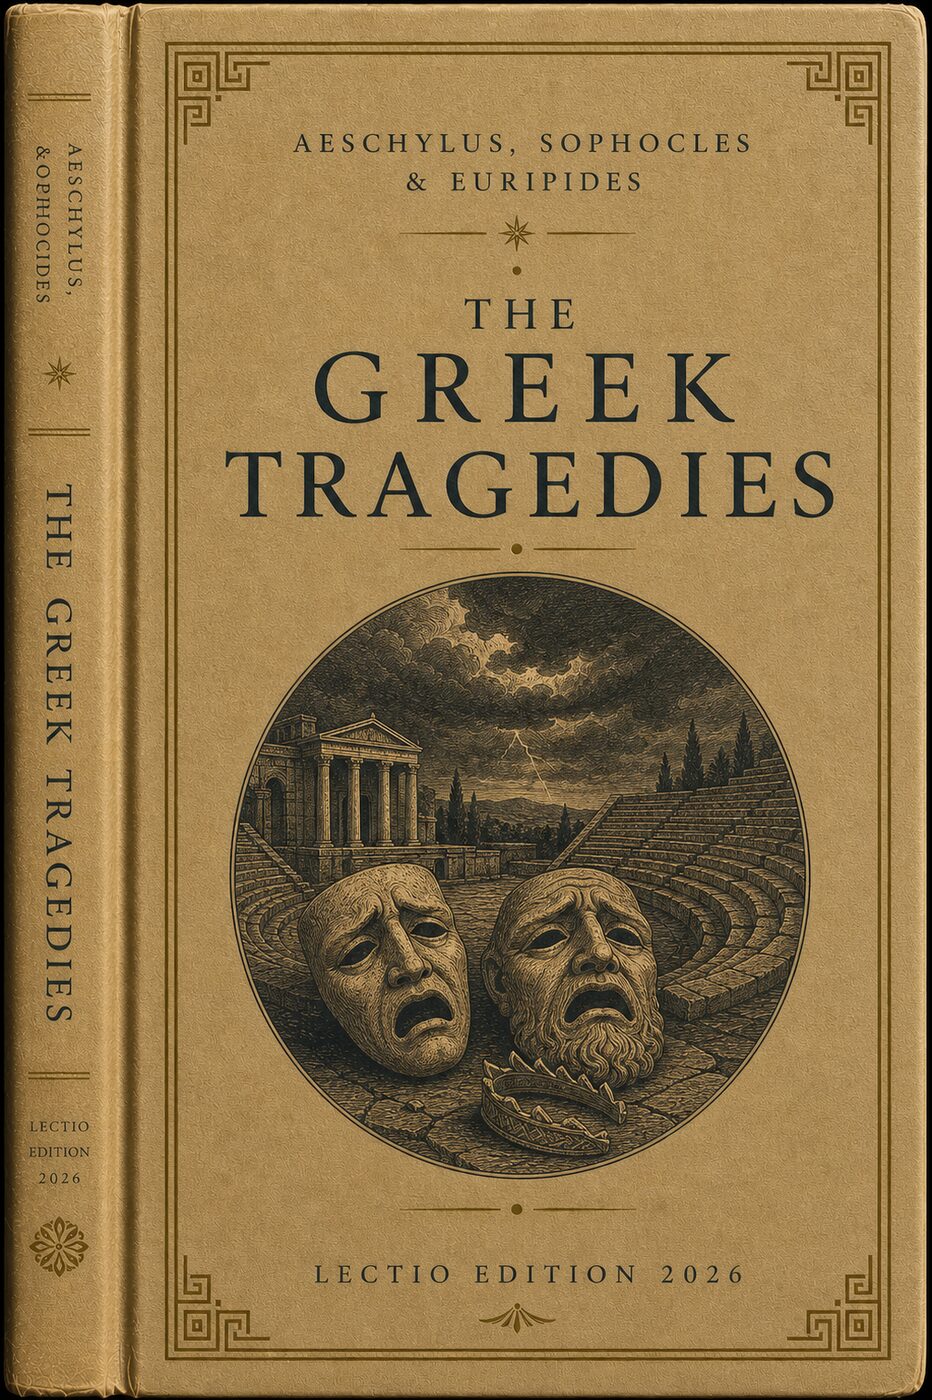 AESCHYLUS, SOPHOCLES
& EURIPIDES
THE
GREEK
TRAGEDIES
LECTIO EDITION 2026
AESCHYLUS,
&OPHOCIDES
THE GREEK TRAGEDIES
LECTIO
EDITION
2026